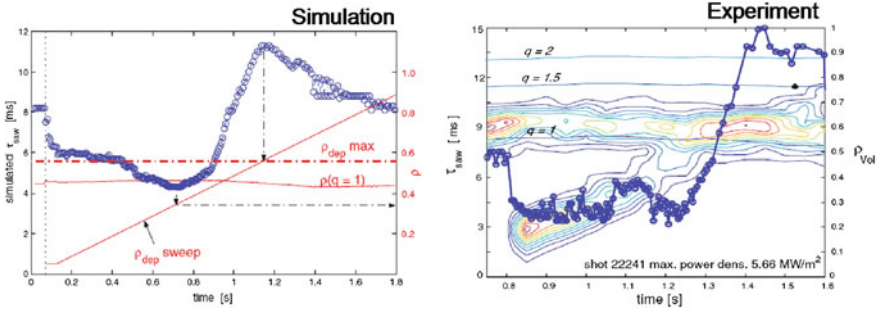 Simulation
simulated τsaw [ms]
12
10
8
6
4
2
0
ρdep max
ρ(q = 1)
ρdep sweep
1.0
0.8
0.6
0.4
0.2
ρ
0 0.2 0.4 0.6 0.8 1.0 1.2 1.4 1.6 1.8
time [s]
Experiment
τsaw [ms]
15
12
9
6
3
0
q = 2
q = 1.5
q = 1
shot 22241 max. power dens. 5.66 MW/m²
1
0.9
0.8
0.7
0.6
0.5
0.4
0.3
0.2
0.1
0
ρVol
0.8 0.9 1 1.1 1.2 1.3 1.4 1.5 1.6
time [s]